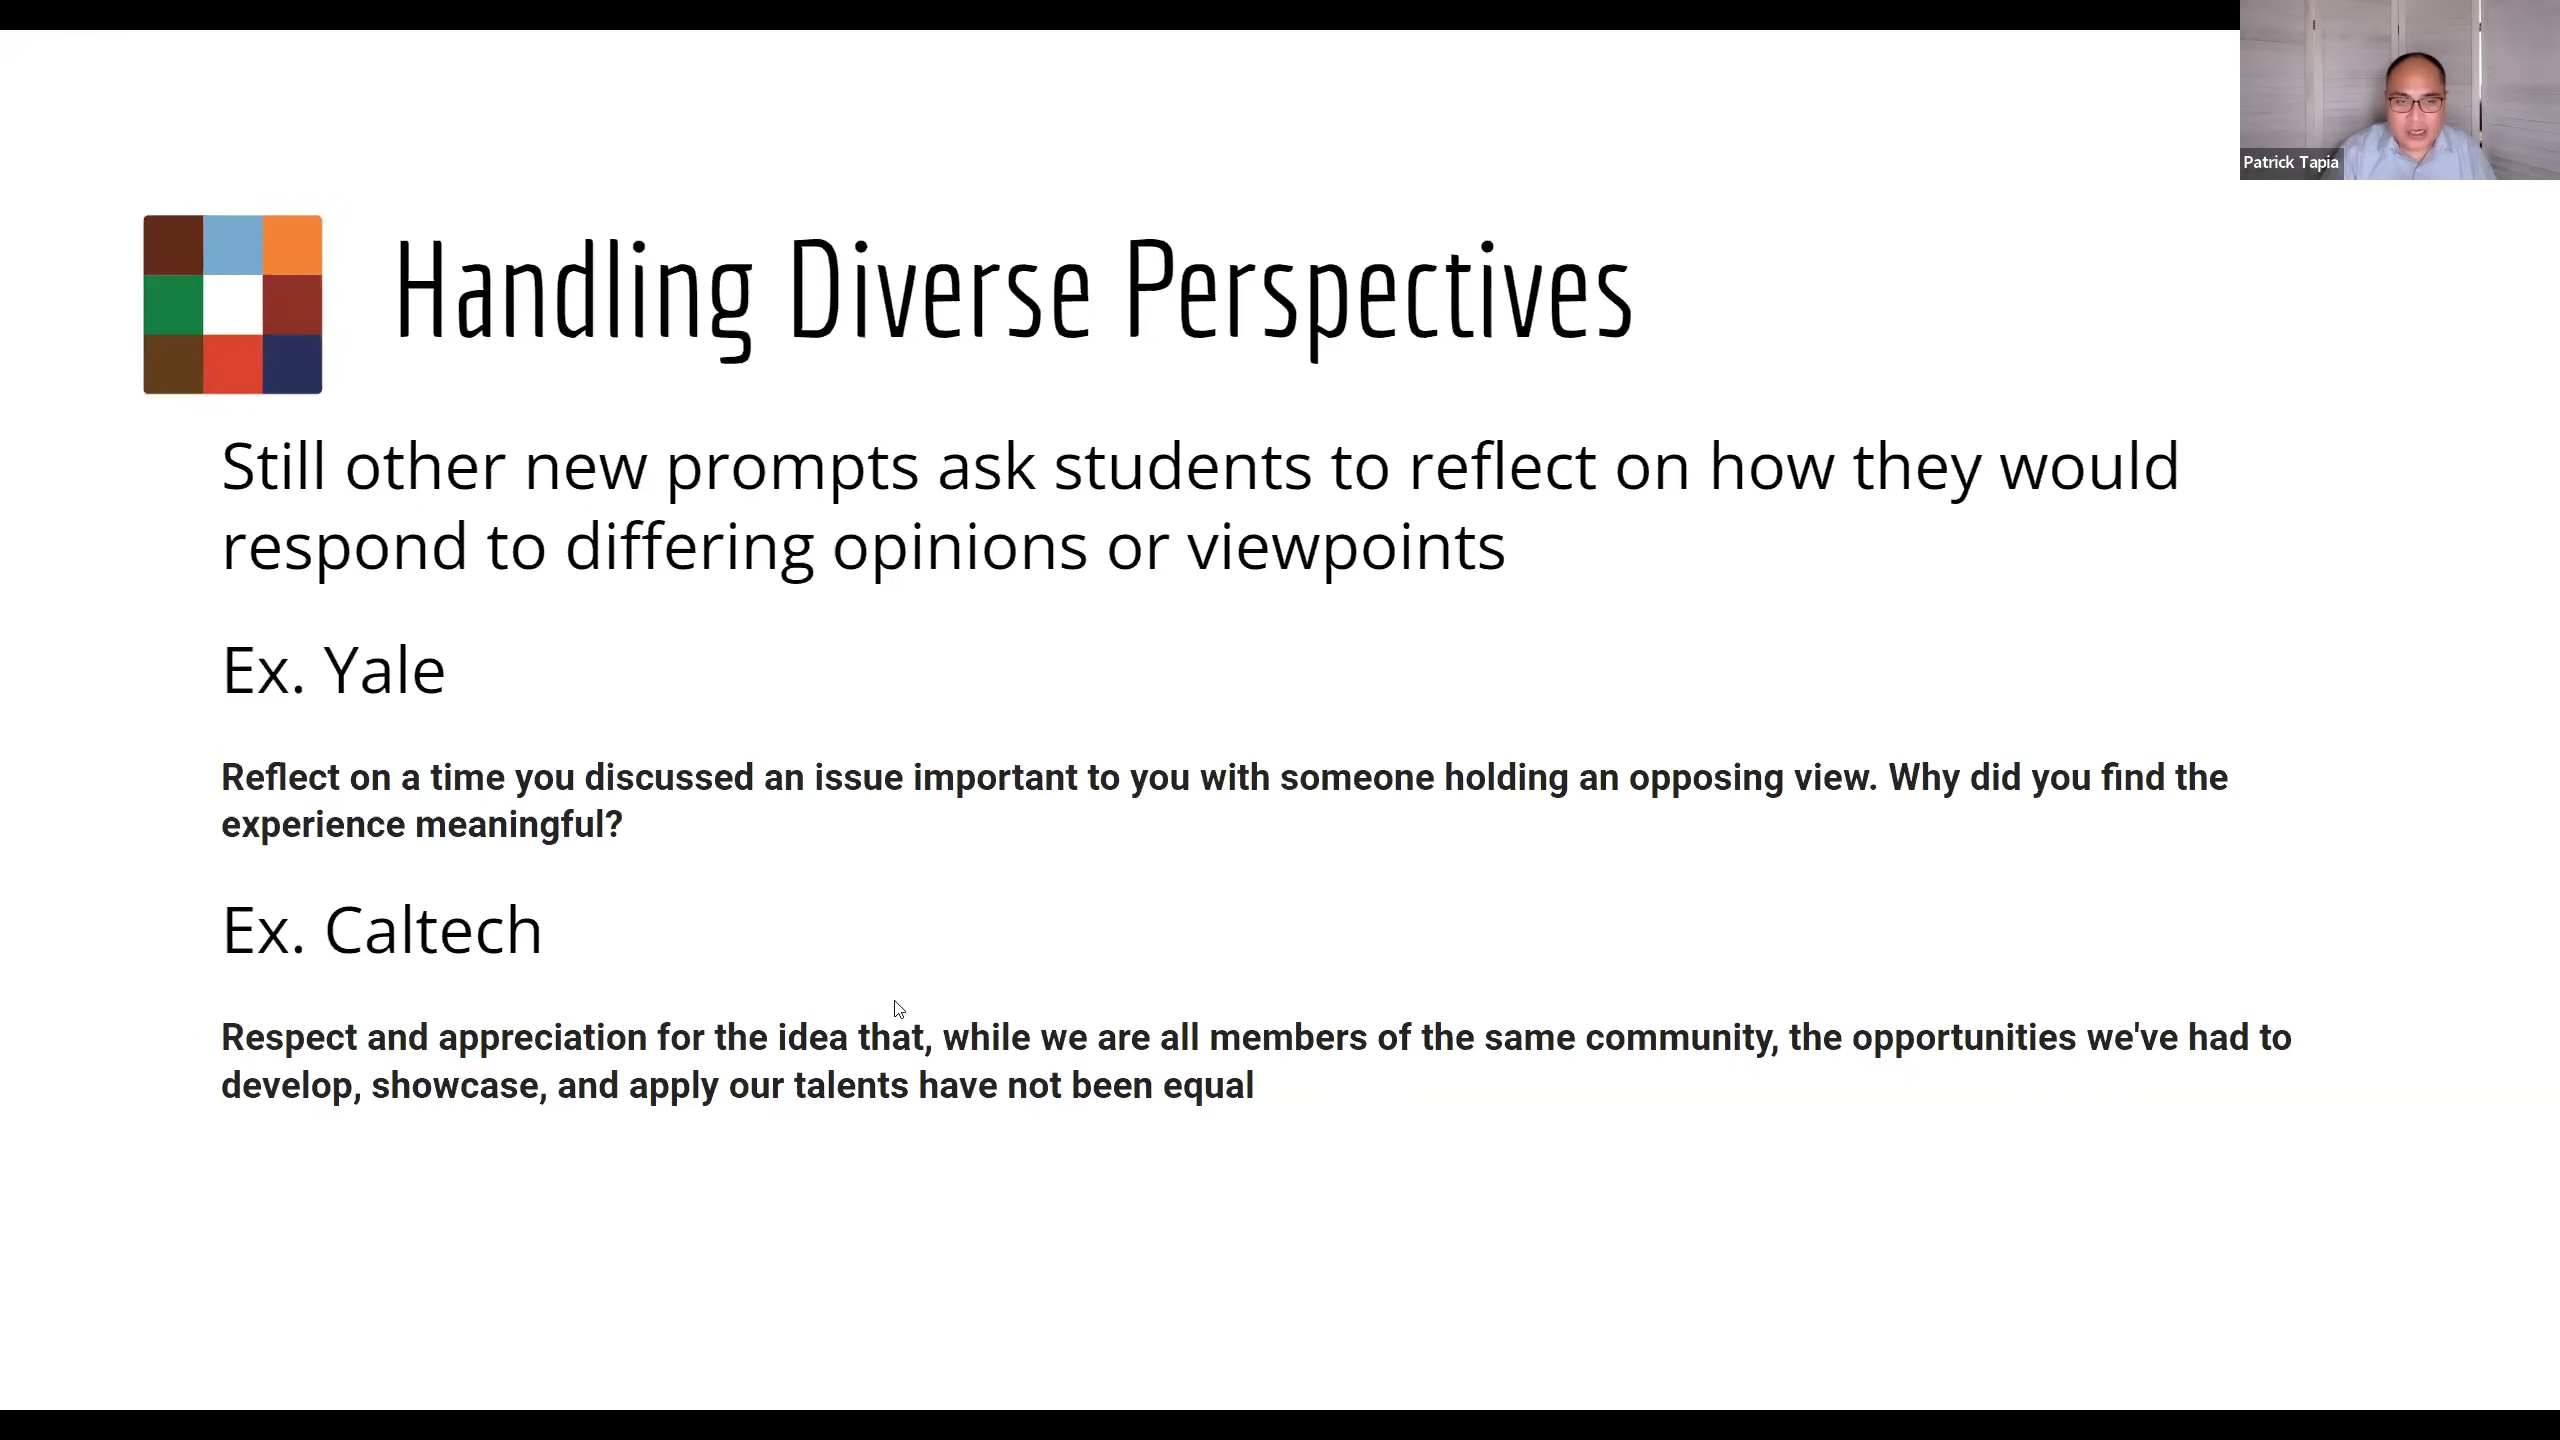 Patrick Tapia
Handling Diverse Perspectives
Still other new prompts ask students to reflect on how they would
respond to differing opinions or viewpoints
Ex. Yale
Reflect on a time you discussed an issue important to you with someone holding an opposing view. Why did you find the
experience meaningful?
Ex. Caltech
Respect and appreciation for the idea that, while we are all members of the same community, the opportunities we've had to
develop, showcase, and apply our talents have not been equal